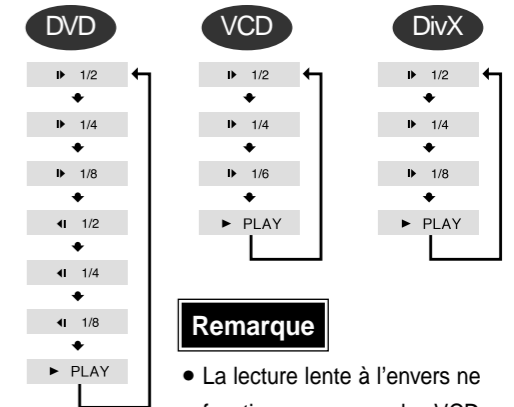 DVD
I▶ 1/2
I▶ 1/4
I▶ 1/8
◀I 1/2
◀I 1/4
◀I 1/8
► PLAY
VCD
I▶ 1/2
I▶ 1/4
I▶ 1/6
► PLAY
DivX
I▶ 1/2
I▶ 1/4
I▶ 1/8
► PLAY
Remarque
• La lecture lente à l'envers ne